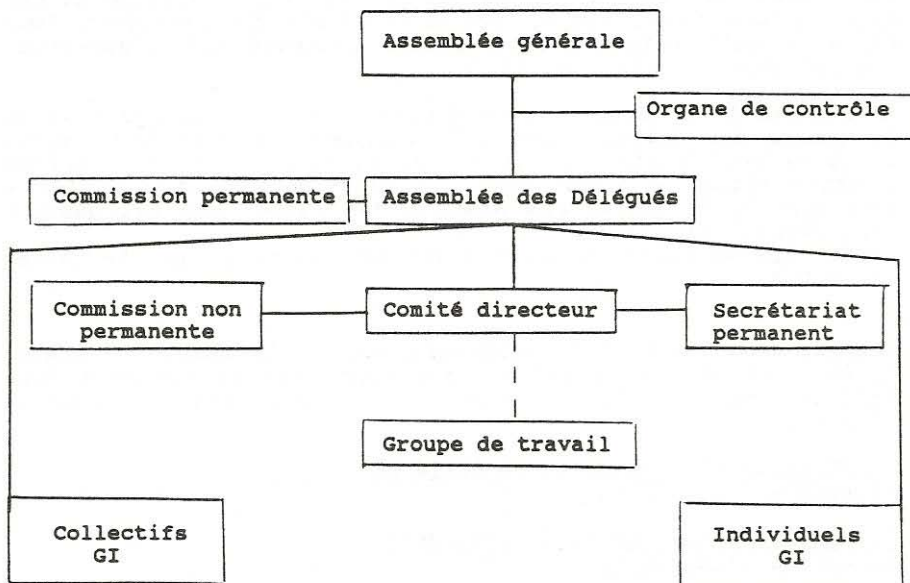 Assemblée générale
Organe de contrôle
Commission permanente
Assemblée des Délégués
Commission non
permanente
Comité directeur
Secrétariat
permanent
Groupe de travail
Collectifs
GI
Individuels
GI